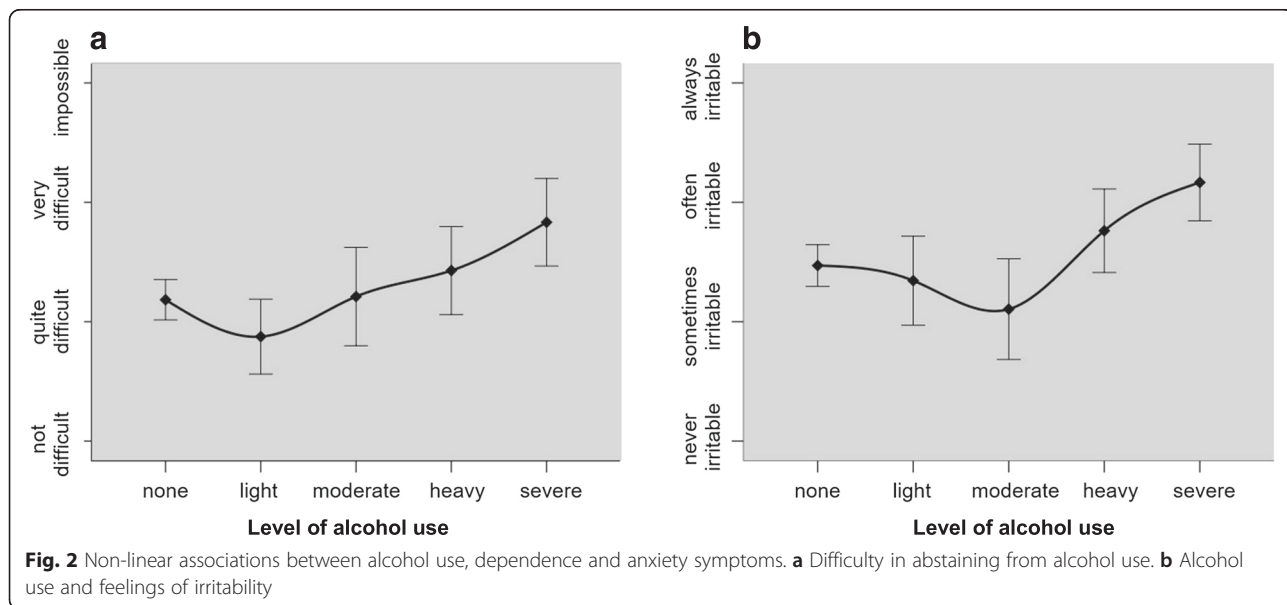 a
impossible
very
difficult
quite
difficult
not
difficult
none light moderate heavy severe
Level of alcohol use
b
always
irritable
often
irritable
sometimes
irritable
never
irritable
none light moderate heavy severe
Level of alcohol use
Fig. 2 Non-linear associations between alcohol use, dependence and anxiety symptoms. a Difficulty in abstaining from alcohol use. b Alcohol
use and feelings of irritability